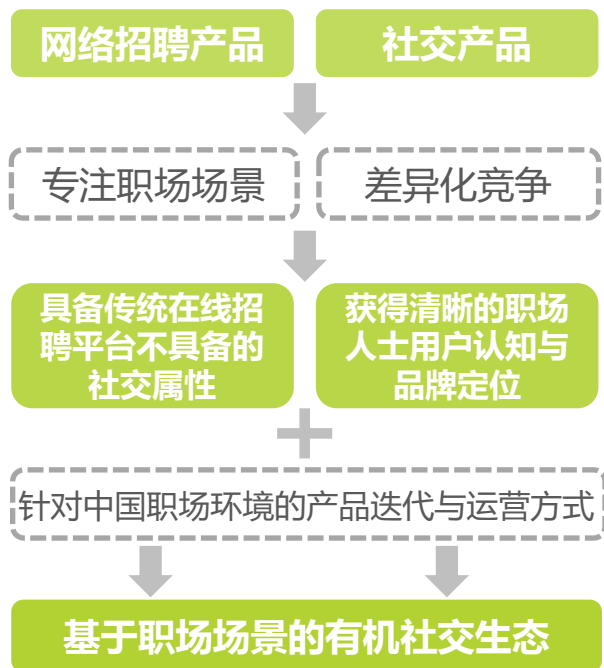 网络招聘产品
社交产品
专注职场场景
差异化竞争
具备传统在线招
聘平台不具备的
社交属性
获得清晰的职场
人士用户认知与
品牌定位
针对中国职场环境的产品迭代与运营方式
基于职场场景的有机社交生态